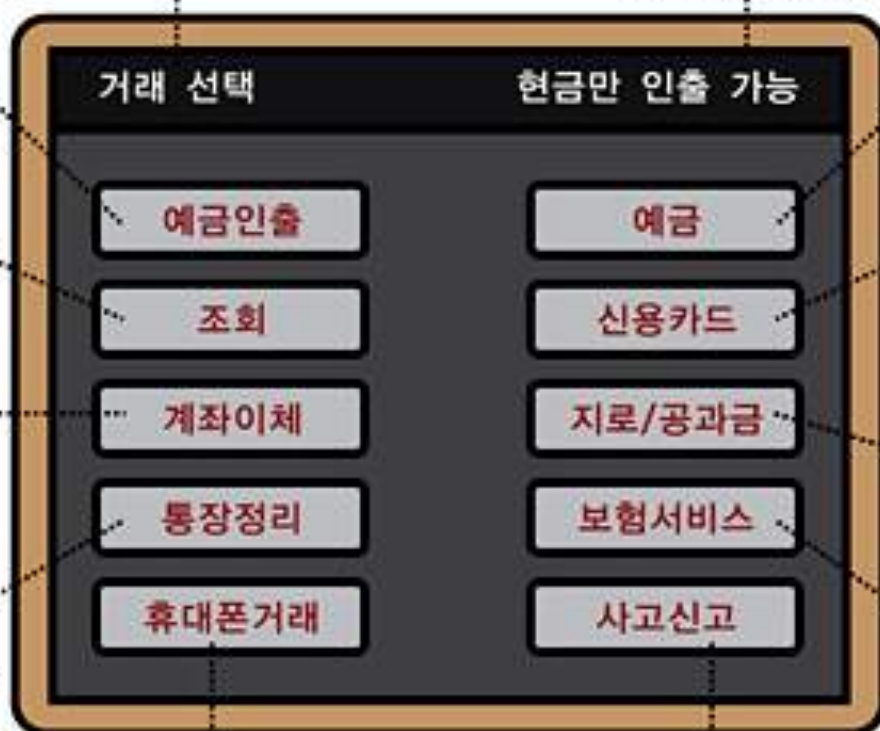 거래 선택
현금만 인출 가능
예금인출
예금
조회
신용카드
계좌이체
지로/공과금
통장정리
보험서비스
휴대폰거래
사고신고